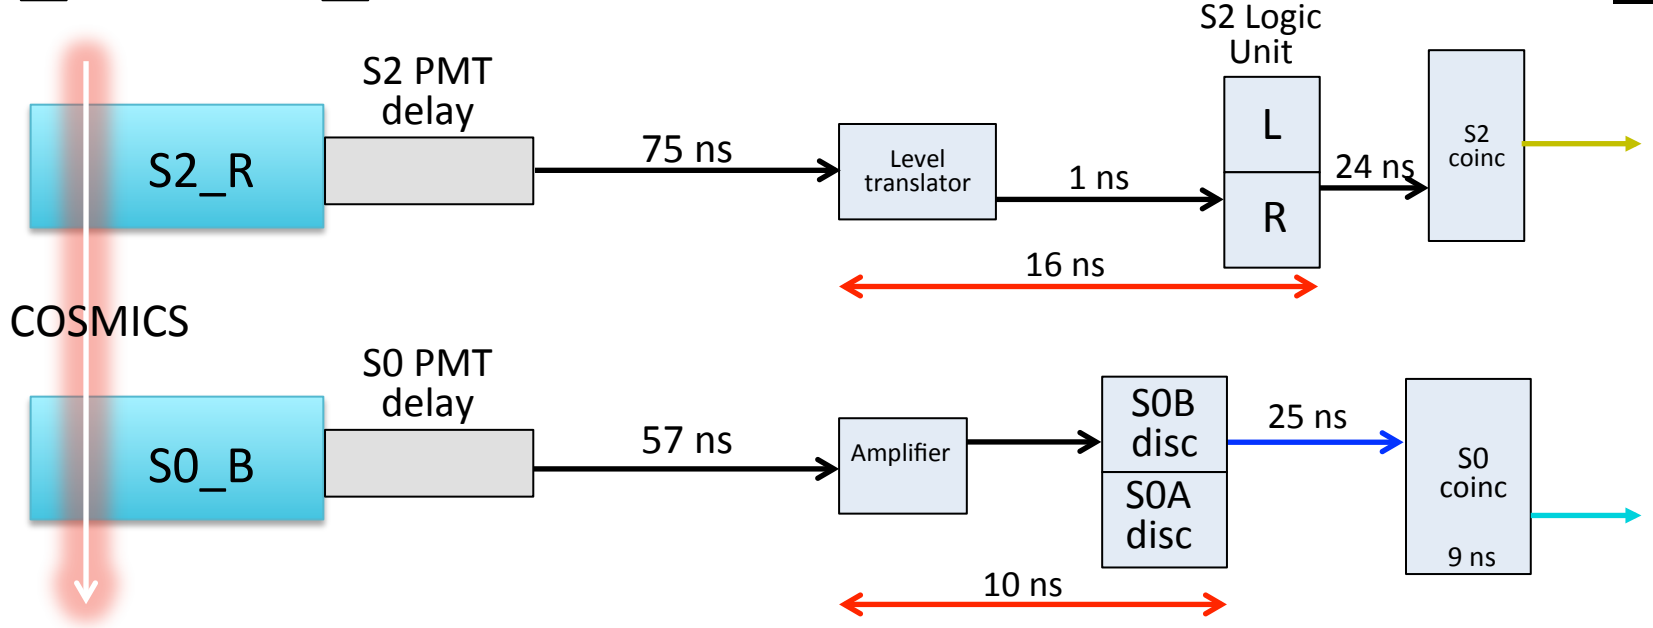 S2 Logic
Unit
S2 PMT
delay
S2_R
75 ns
Level
translator
1 ns
L
R
24 ns
S2
coinc
16 ns
COSMICS
S0 PMT
delay
S0_B
57 ns
Amplifier
S0B
disc
S0A
disc
25 ns
S0
coinc
9 ns
10 ns